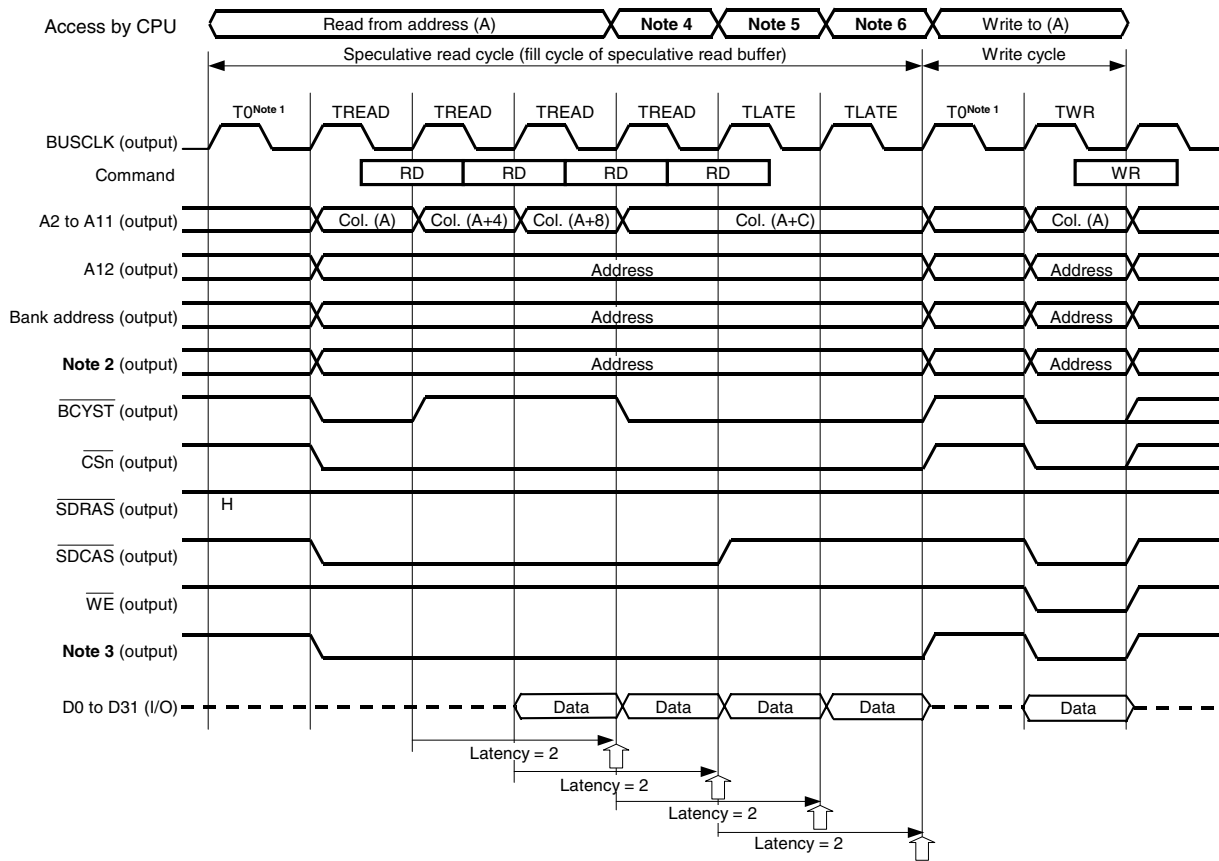 Access by CPU Read from address (A) Note 4 Note 5 Note 6 Write to (A)
Speculative read cycle (fill cycle of speculative read buffer) Write cycle
T0Note 1 TREAD TREAD TREAD TREAD TLATE TLATE T0Note 1 TWR
BUSCLK (output)
Command RD RD RD RD WR
A2 to A11 (output) Col. (A) Col. (A+4) Col. (A+8) Col. (A+C) Col. (A)
A12 (output) Address Address
Bank address (output) Address Address
Note 2 (output) Address Address
BCYST (output)
CSn (output)
SDRAS (output) H
SDCAS (output)
WE (output)
Note 3 (output)
D0 to D31 (I/O) Data Data Data Data Data
Latency = 2
Latency = 2
Latency = 2
Latency = 2